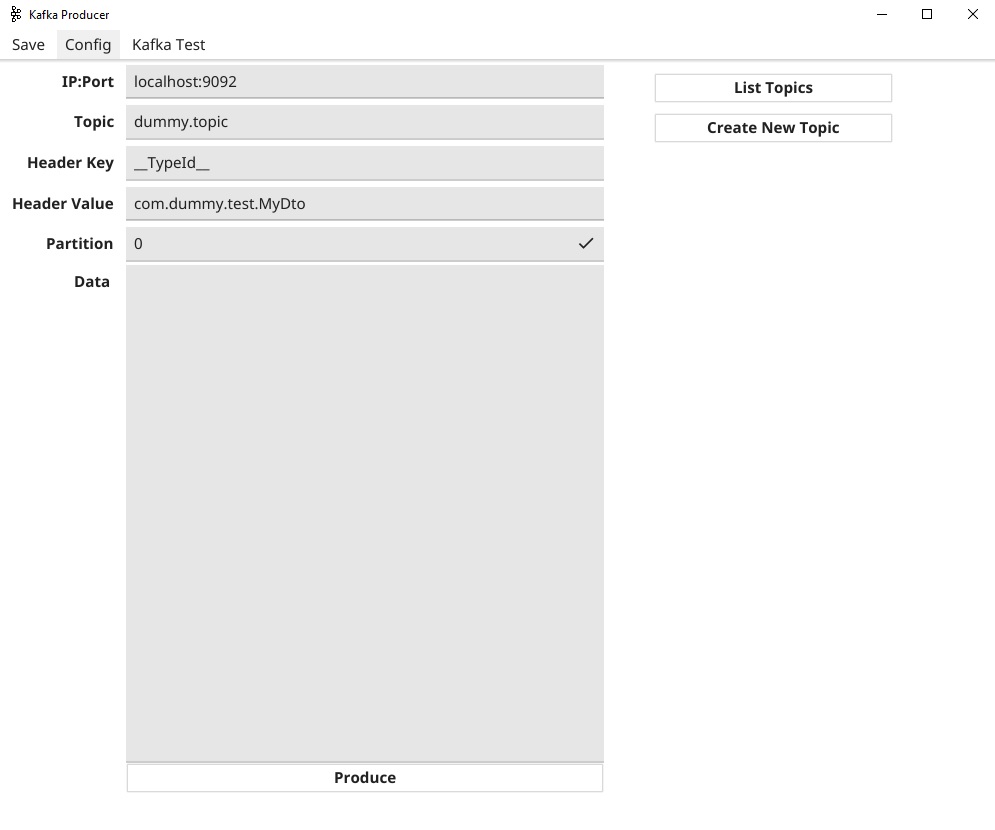 Kafka Producer
Save Config Kafka Test
IP:Port localhost:9092
List Topics
Topic dummy.topic
Create New Topic
Header Key __TypeId__
Header Value com.dummy.test.MyDto
Partition 0
Data
Produce